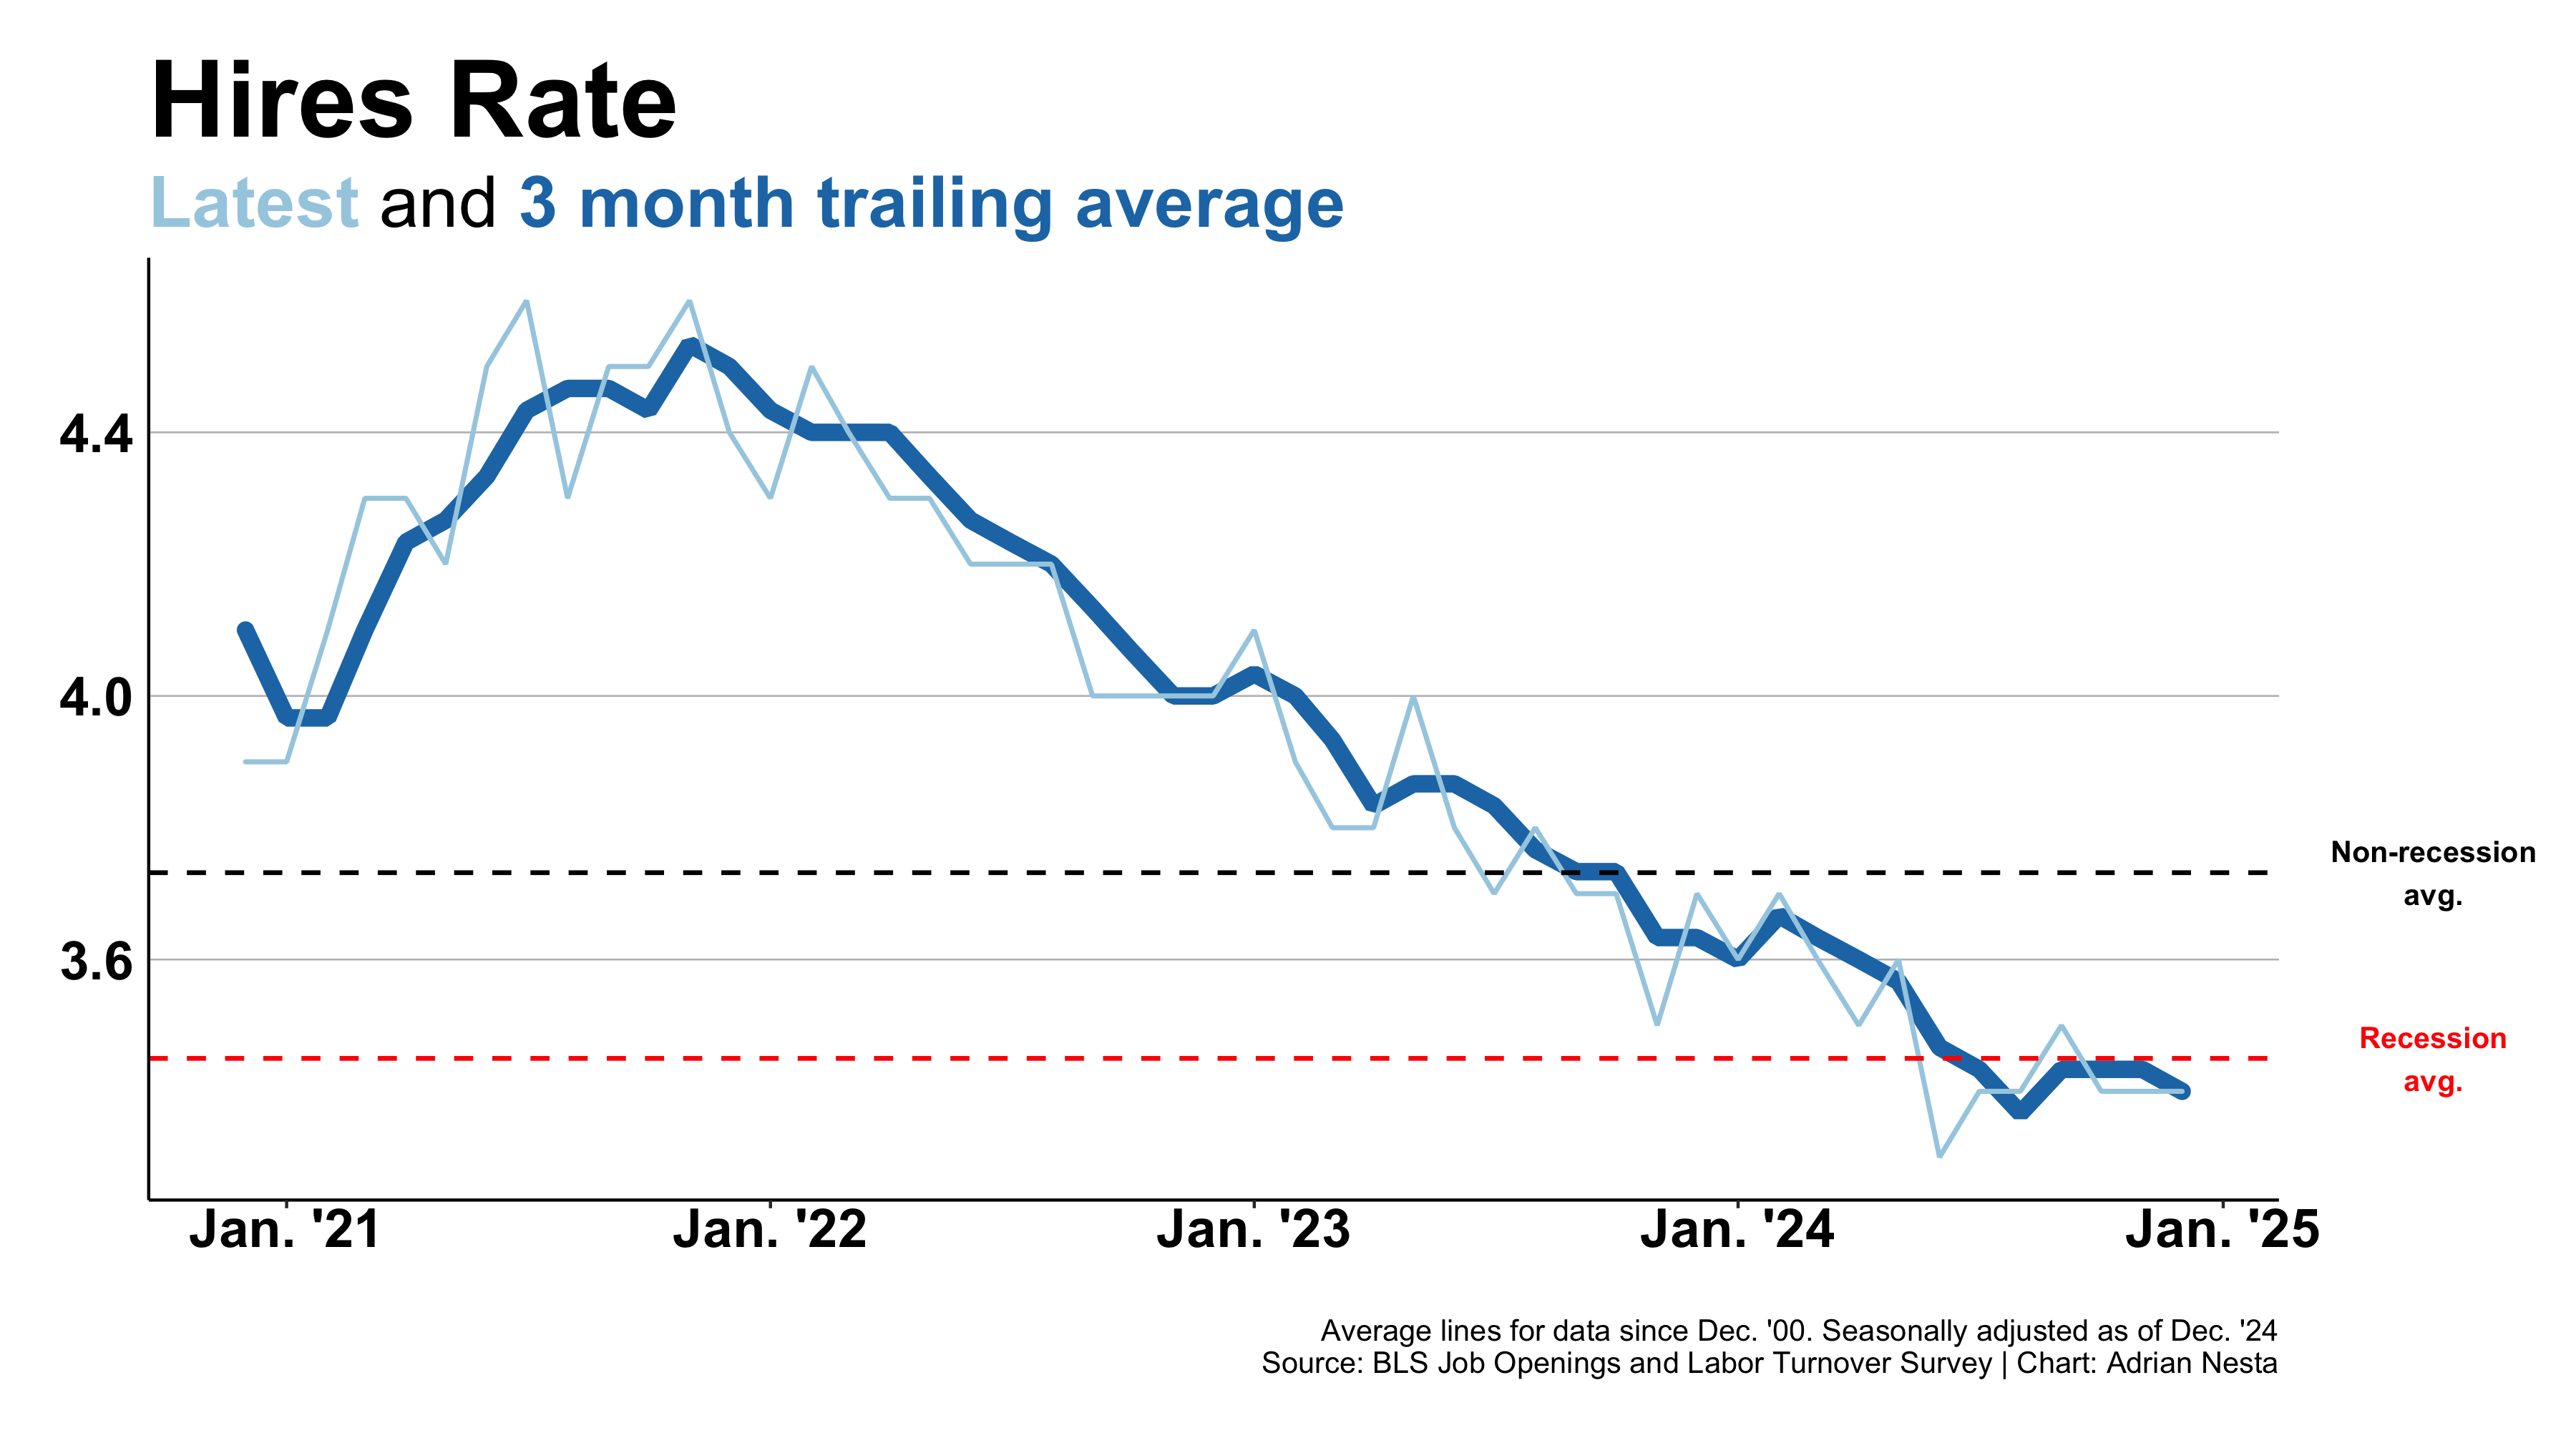 Hires Rate
Latest and 3 month trailing average
4.4
4.0
3.6
Non-recession
avg.
Recession
avg.
Jan. '21
Jan. '22
Jan. '23
Jan. '24
Jan. '25
Average lines for data since Dec. '00. Seasonally adjusted as of Dec. '24
Source: BLS Job Openings and Labor Turnover Survey | Chart: Adrian Nesta